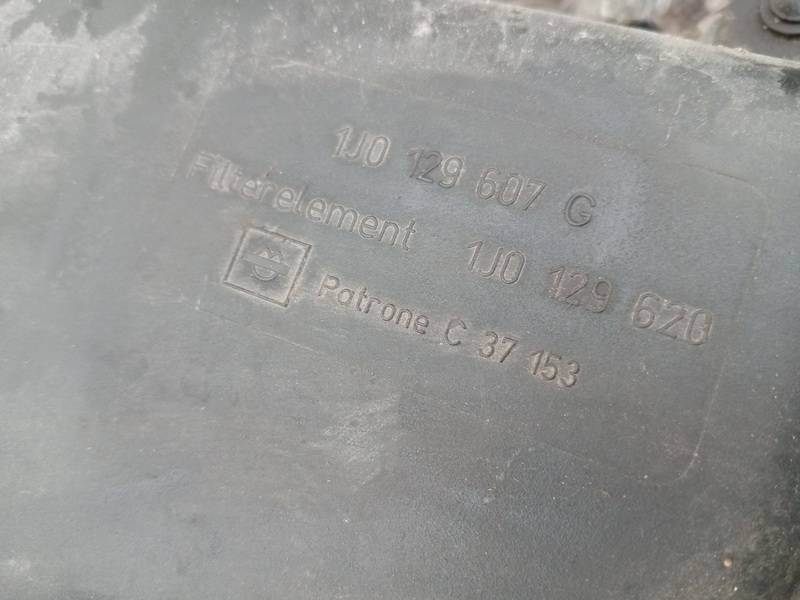 1J0 129 607 G
Filterelement 1J0 129 620
Patrone C 37 153